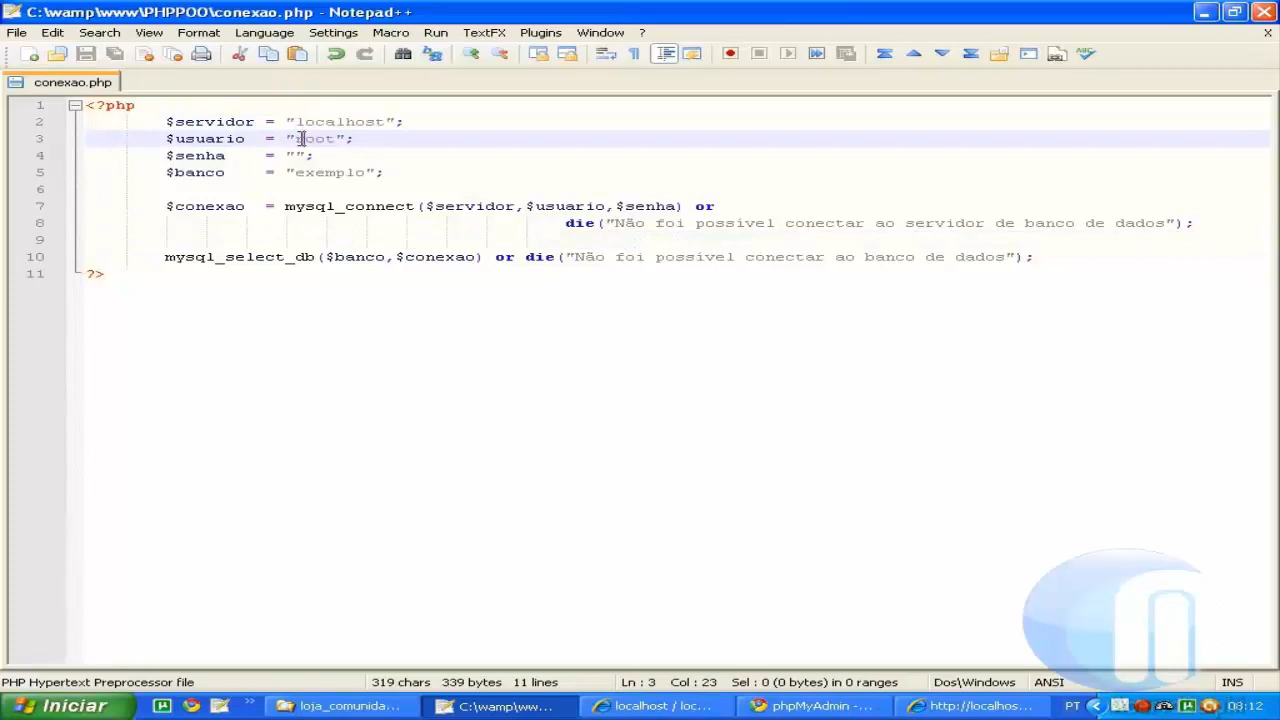 C:\wamp\www\PHPPOO\conexao.php - Notepad++
File Edit Search View Format Language Settings Macro Run TextFX Plugins Window ?
X
conexao.php
1 <?php
2 $servidor = "localhost";
3 $usuario = "root";
4 $senha = "";
5 $banco = "exemplo";
6
7 $conexao = mysql_connect($servidor,$usuario,$senha) or
8 die("Não foi possível conectar ao servidor de banco de dados");
9
10 mysql_select_db($banco,$conexao) or die("Não foi possível conectar ao banco de dados");
11 ?>
PHP Hypertext Preprocessor file 319 chars 339 bytes 11 lines Ln : 3 Col : 23 Sel : 0 (0 bytes) in 0 ranges Dos\Windows ANSI INS
Iniciar » loja_comunida... C:\wamp\ww... localhost / loc... phpMyAdmin -... http://localhos... PT 08:12